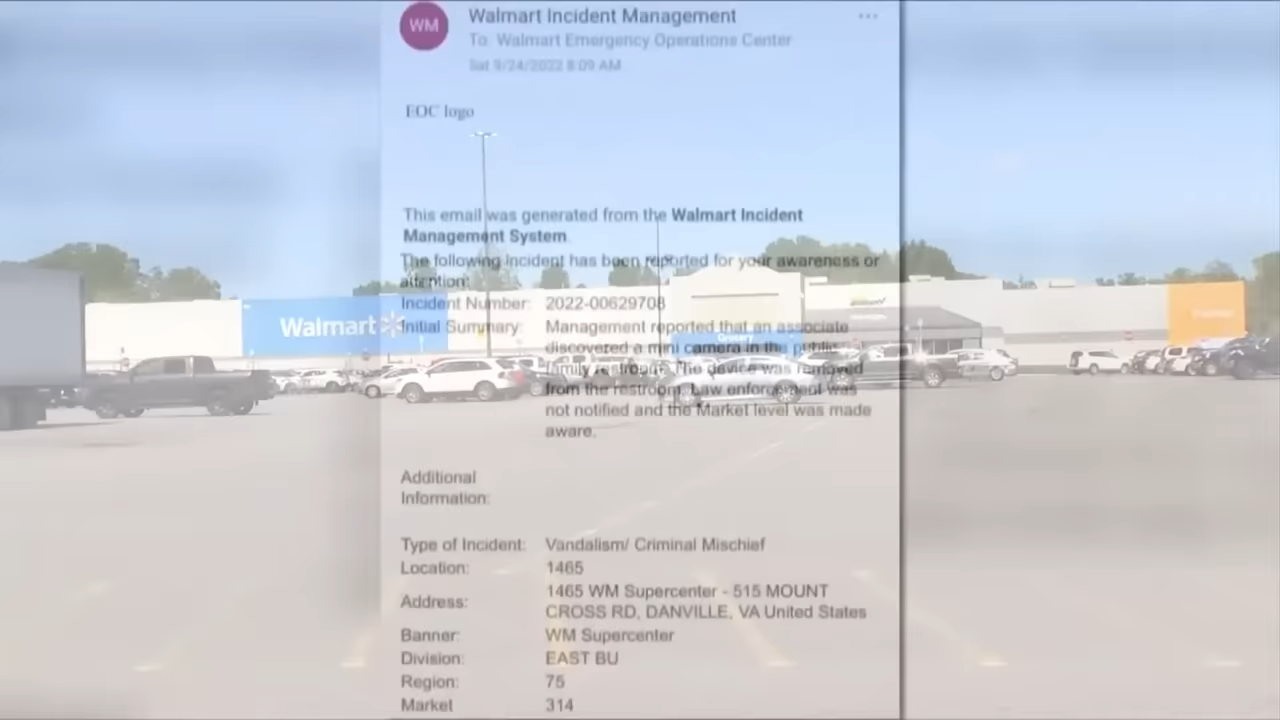 WM
Walmart Incident Management
To: Walmart Emergency Operations Center
Sat 9/24/2022 8:09 AM
EOC logo
This email was generated from the Walmart Incident
Management System.
The following Incident has been reported for your awareness or
attention:
Incident Number: 2022-00629708
Walmart
Initial Summary: Management reported that an associate
discovered a mini camera in the public
Grocery
family restroom. The device was removed
from the restroom. Law enforcement was
not notified and the Market level was made
aware.
Additional
Information:
Type of Incident: Vandalism/ Criminal Mischief
Location: 1465
Address: 1465 WM Supercenter - 515 MOUNT
CROSS RD, DANVILLE, VA United States
Banner: WM Supercenter
Division: EAST BU
Region: 75
Market 314